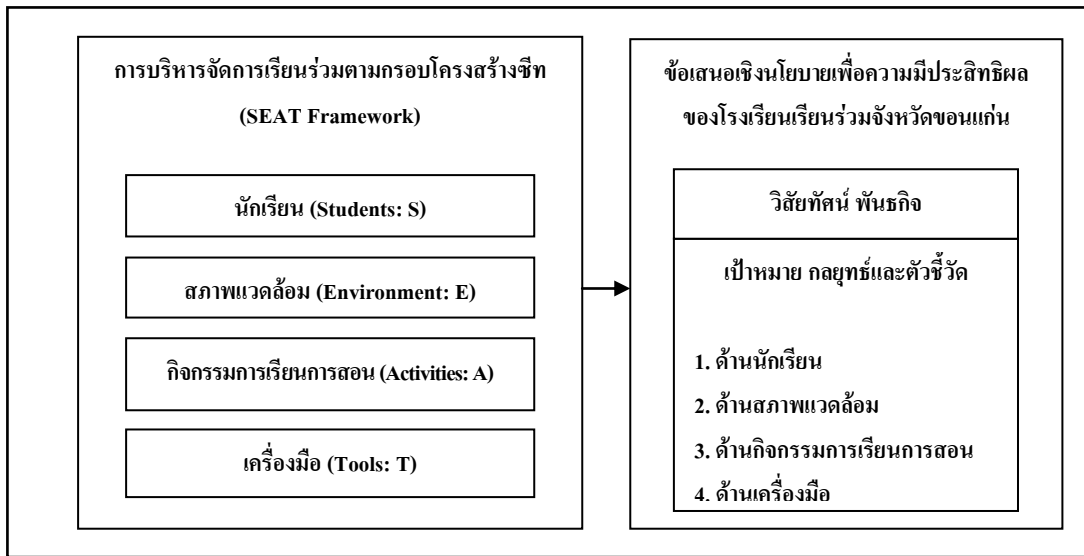 การบริหารจัดการเรียนร่วมตามกรอบโครงสร้างซีท
(SEAT Framework)
นักเรียน (Students: S)
สภาพแวดล้อม (Environment: E)
กิจกรรมการเรียนการสอน (Activities: A)
เครื่องมือ (Tools: T)
ข้อเสนอเชิงนโยบายเพื่อความมีประสิทธิผล
ของโรงเรียนเรียนร่วมจังหวัดขอนแก่น
วิสัยทัศน์ พันธกิจ
เป้าหมาย กลยุทธ์และตัวชี้วัด
1. ด้านนักเรียน
2. ด้านสภาพแวดล้อม
3. ด้านกิจกรรมการเรียนการสอน
4. ด้านเครื่องมือ